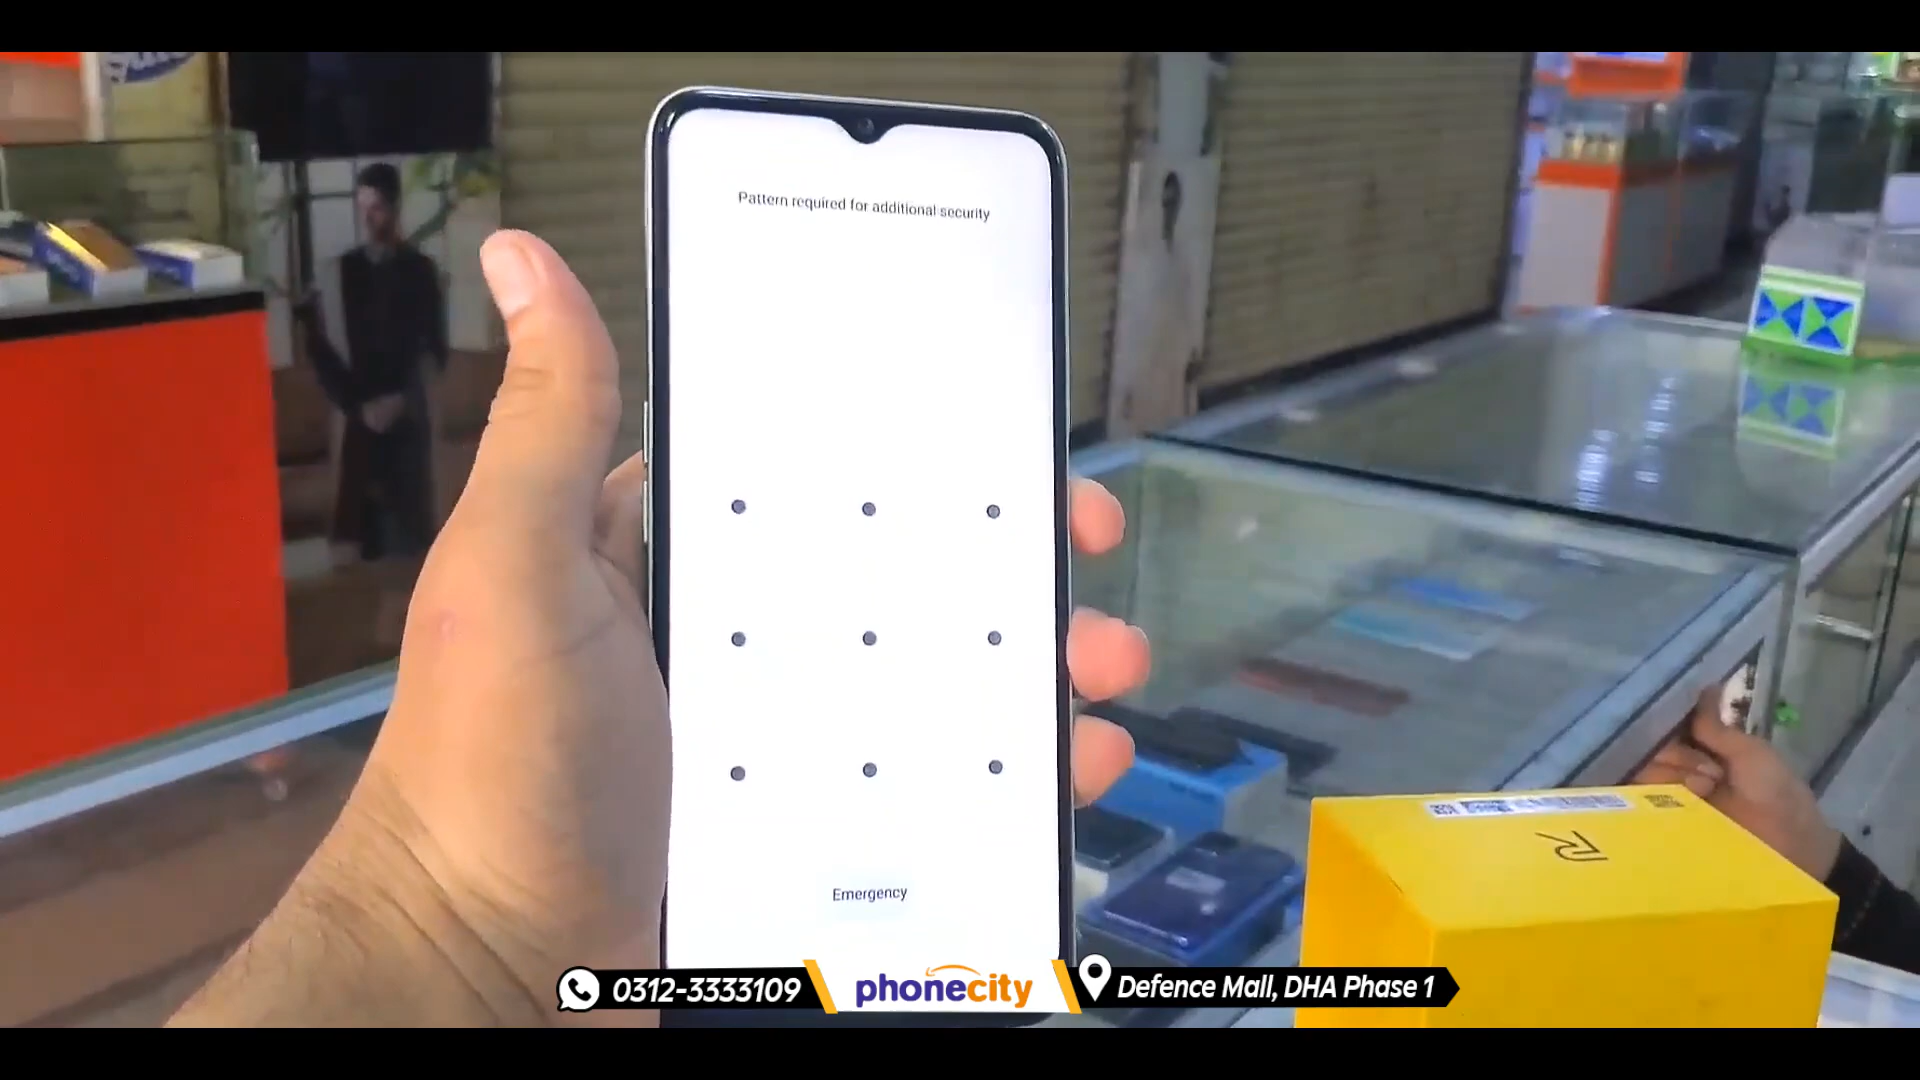 Pattern required for additional security
Emergency
R
0312-3333109
phonecity
Defence Mall, DHA Phase 1